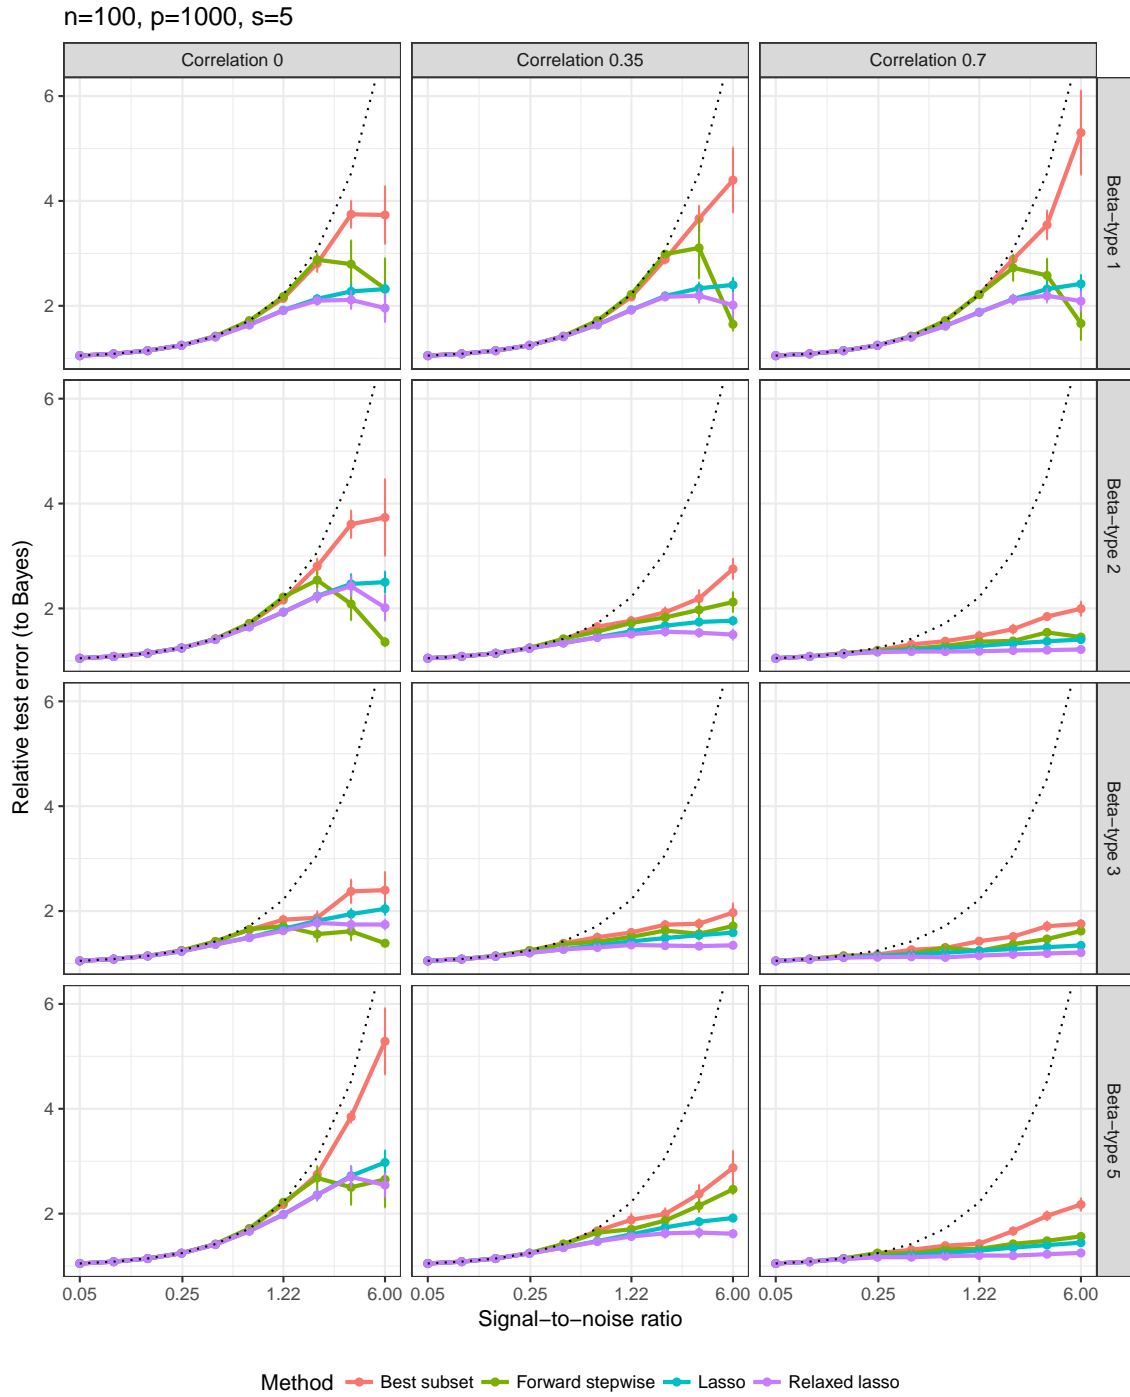 n=100, p=1000, s=5
Correlation 0
Correlation 0.35
Correlation 0.7
6
4
2
Beta−type 1
6
4
2
Beta−type 2
6
4
2
Beta−type 3
6
4
2
Beta−type 5
Relative test error (to Bayes)
0.05 0.25 1.22 6.00
0.05 0.25 1.22 6.00
0.05 0.25 1.22 6.00
Signal−to−noise ratio
Method Best subset Forward stepwise Lasso Relaxed lasso